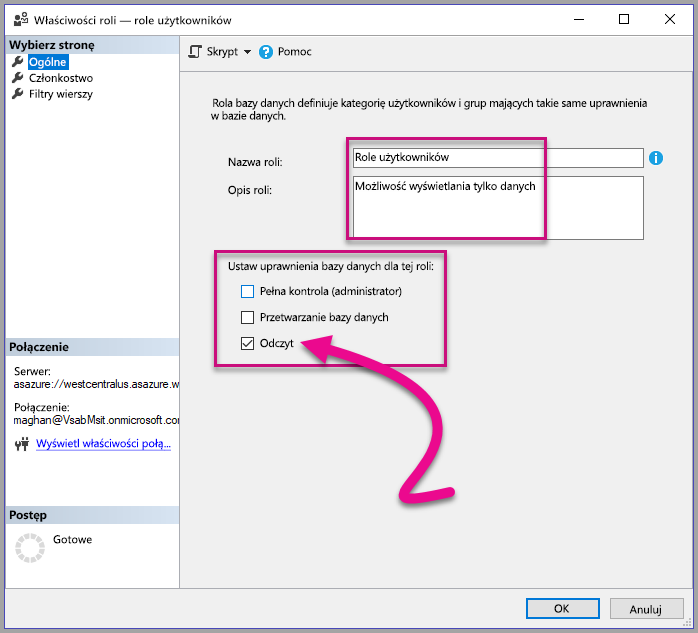 Właściwości roli — role użytkowników
Wybierz stronę
Ogólne
Członkostwo
Filtry wierszy
Skrypt
Pomoc
Rola bazy danych definiuje kategorię użytkowników i grup mających takie same uprawnienia
w bazie danych.
Nazwa roli:
Role użytkowników
Opis roli:
Możliwość wyświetlania tylko danych
Ustaw uprawnienia bazy danych dla tej roli:
Pełna kontrola (administrator)
Przetwarzanie bazy danych
Odczyt
Połączenie
Serwer:
asazure://westcentralus.asazure.w
Połączenie:
maghan@VsabMsit.onmicrosoft.co
Wyświetl właściwości połą...
Postęp
Gotowe
OK
Anuluj